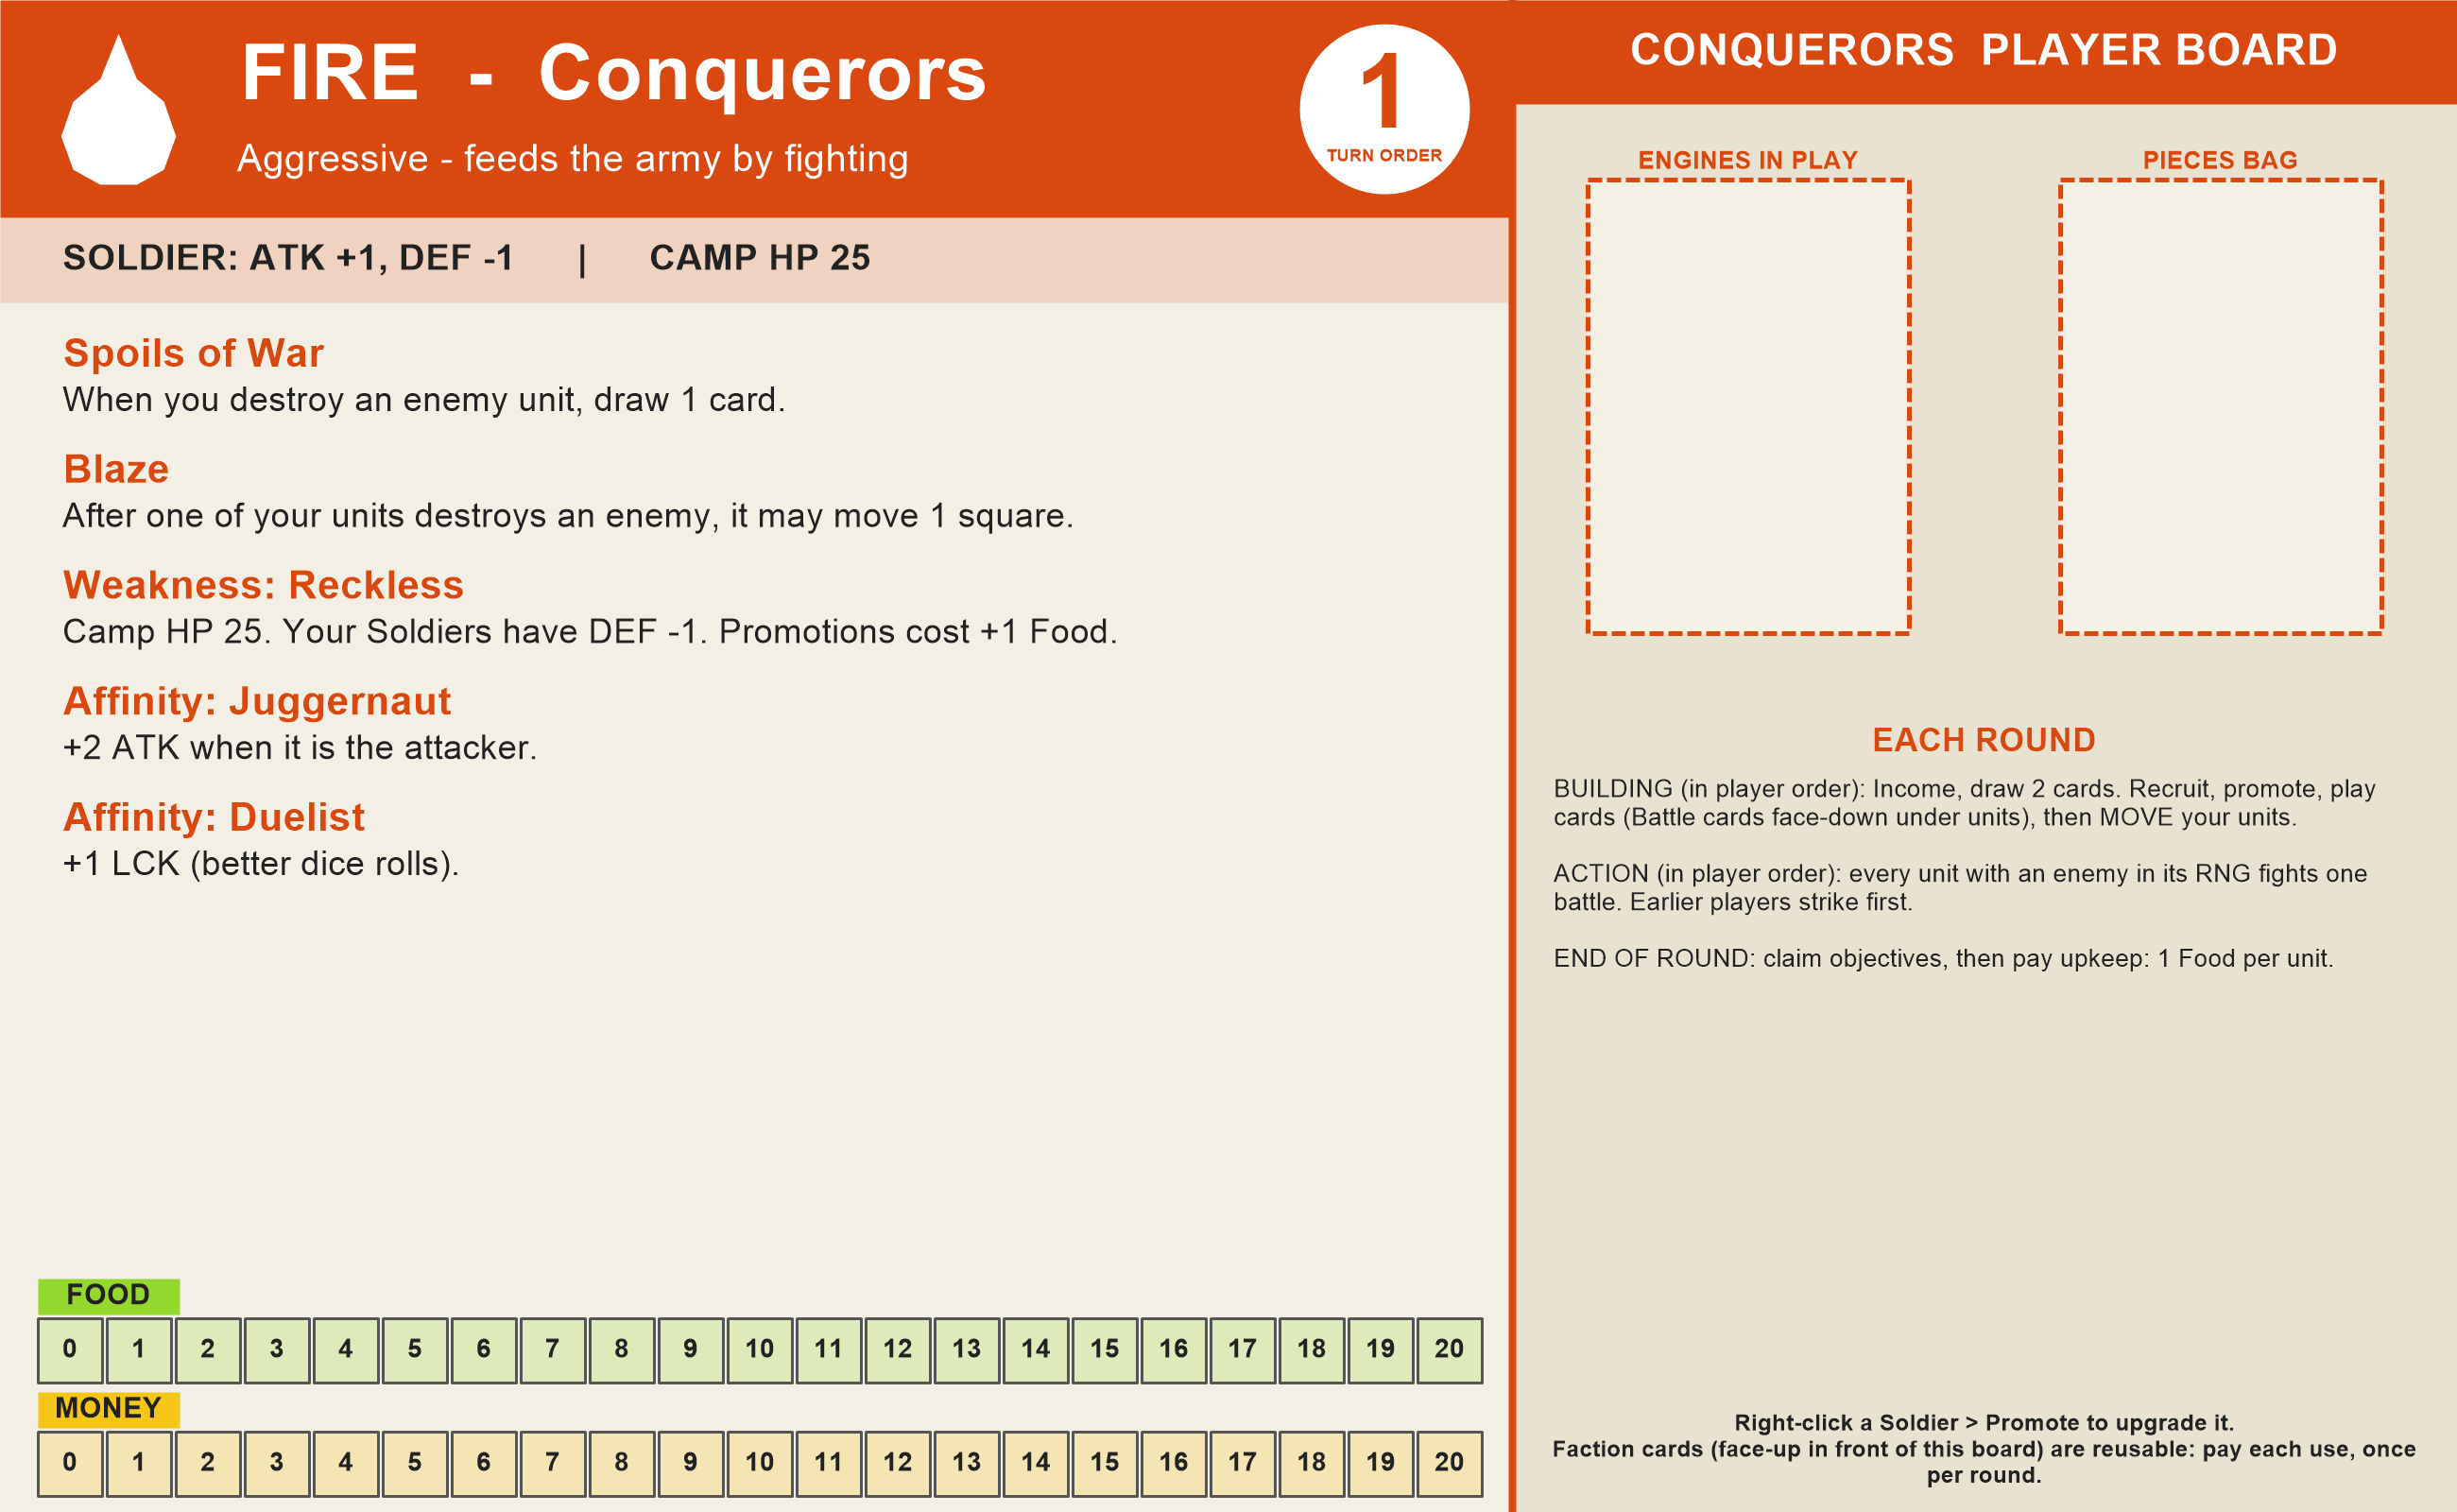 FIRE - Conquerors
Aggressive - feeds the army by fighting
1
TURN ORDER
SOLDIER: ATK +1, DEF -1 | CAMP HP 25
Spoils of War
When you destroy an enemy unit, draw 1 card.
Blaze
After one of your units destroys an enemy, it may move 1 square.
Weakness: Reckless
Camp HP 25. Your Soldiers have DEF -1. Promotions cost +1 Food.
Affinity: Juggernaut
+2 ATK when it is the attacker.
Affinity: Duelist
+1 LCK (better dice rolls).
FOOD
0 1 2 3 4 5 6 7 8 9 10 11 12 13 14 15 16 17 18 19 20
MONEY
0 1 2 3 4 5 6 7 8 9 10 11 12 13 14 15 16 17 18 19 20
CONQUERORS PLAYER BOARD
ENGINES IN PLAY
PIECES BAG
EACH ROUND
BUILDING (in player order): Income, draw 2 cards. Recruit, promote, play
cards (Battle cards face-down under units), then MOVE your units.
ACTION (in player order): every unit with an enemy in its RNG fights one
battle. Earlier players strike first.
END OF ROUND: claim objectives, then pay upkeep: 1 Food per unit.
Right-click a Soldier > Promote to upgrade it.
Faction cards (face-up in front of this board) are reusable: pay each use, once
per round.